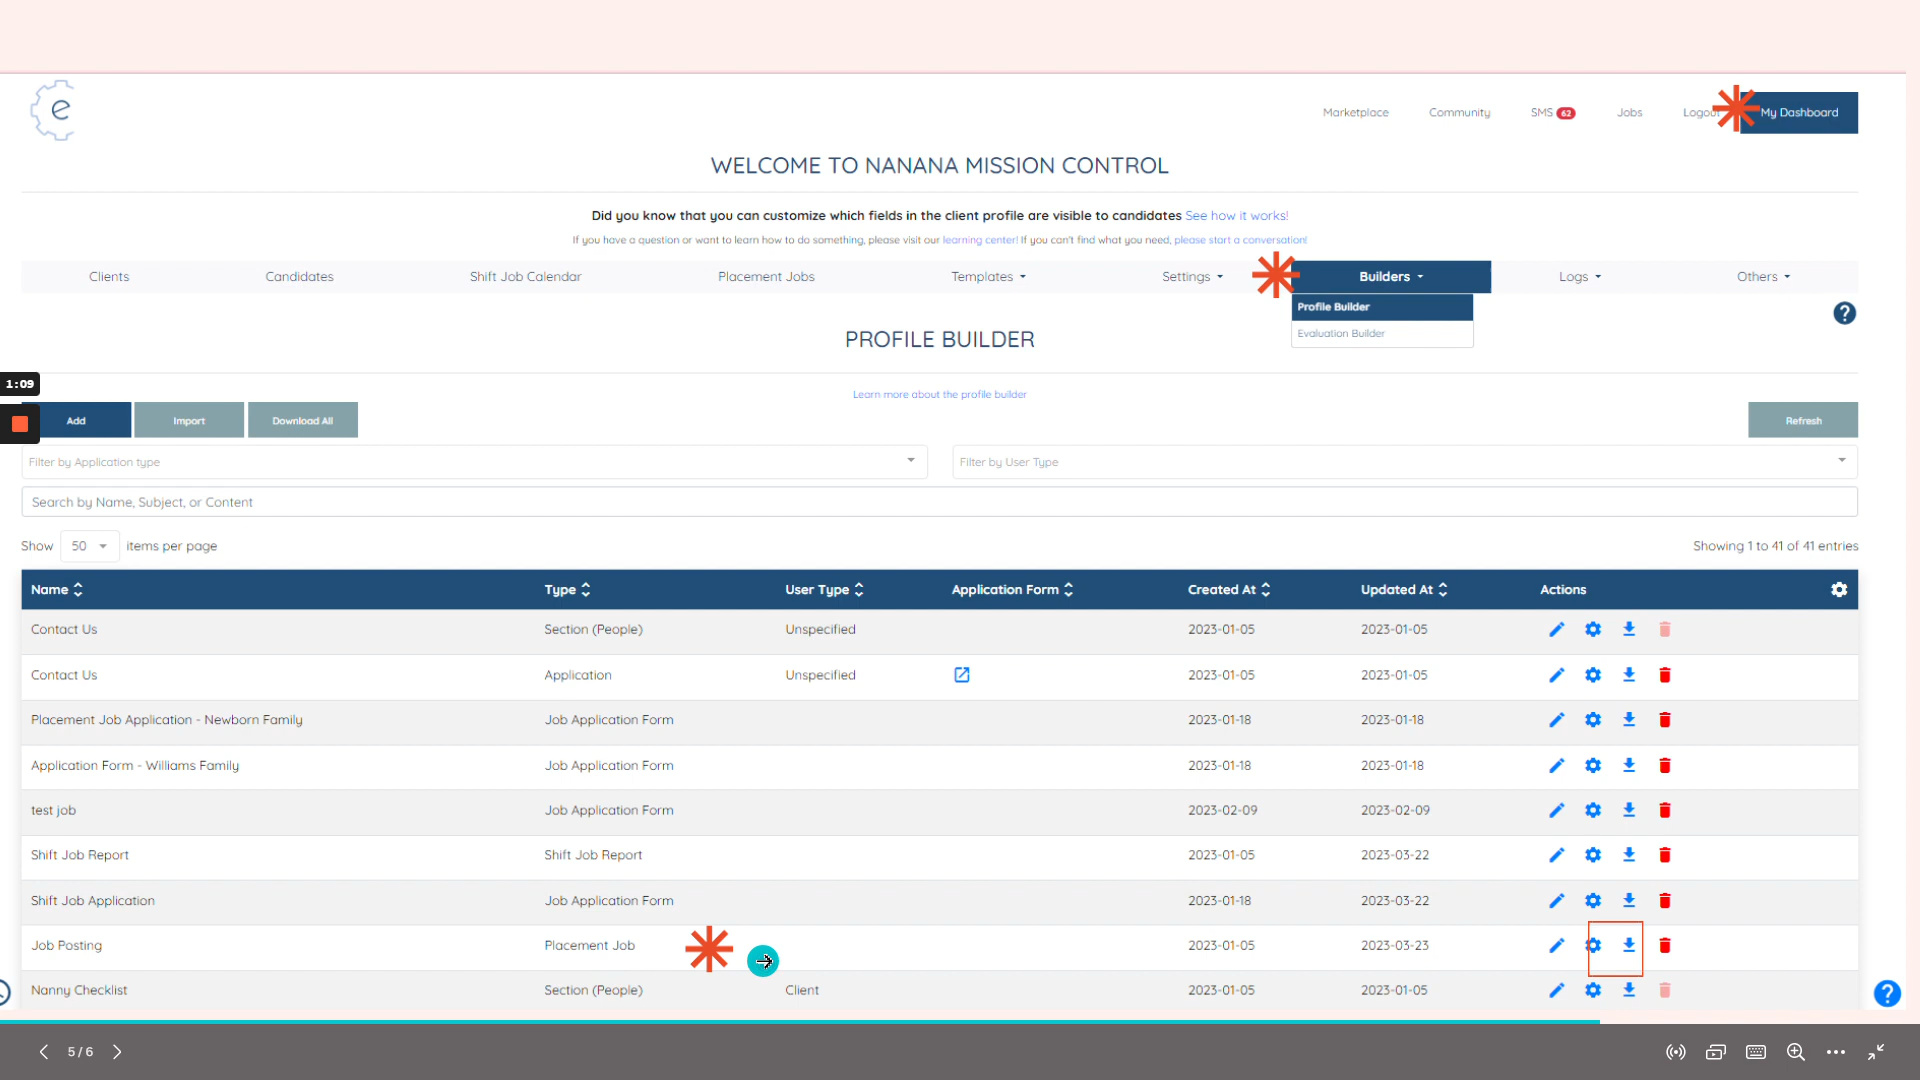 e
Marketplace Community SMS 62 Jobs Logout My Dashboard
WELCOME TO NANANA MISSION CONTROL
Did you know that you can customize which fields in the client profile are visible to candidates See how it works!
If you have a question or want to learn how to do something, please visit our learning center! If you can't find what you need, please start a conversation!
Clients Candidates Shift Job Calendar Placement Jobs Templates Settings Builders Logs Others
Profile Builder
Evaluation Builder
?
PROFILE BUILDER
1:09
Learn more about the profile builder
Add Import Download All Refresh
Filter by Application type Filter by User Type
Search by Name, Subject, or Content
Show 50 items per page Showing 1 to 41 of 41 entries
Name Type User Type Application Form Created At Updated At Actions
Contact Us Section (People) Unspecified 2023-01-05 2023-01-05
Contact Us Application Unspecified 2023-01-05 2023-01-05
Placement Job Application - Newborn Family Job Application Form 2023-01-18 2023-01-18
Application Form - Williams Family Job Application Form 2023-01-18 2023-01-18
test job Job Application Form 2023-02-09 2023-02-09
Shift Job Report Shift Job Report 2023-01-05 2023-03-22
Shift Job Application Job Application Form 2023-01-18 2023-03-22
Job Posting Placement Job 2023-01-05 2023-03-23
Nanny Checklist Section (People) Client 2023-01-05 2023-01-05
?
5 / 6